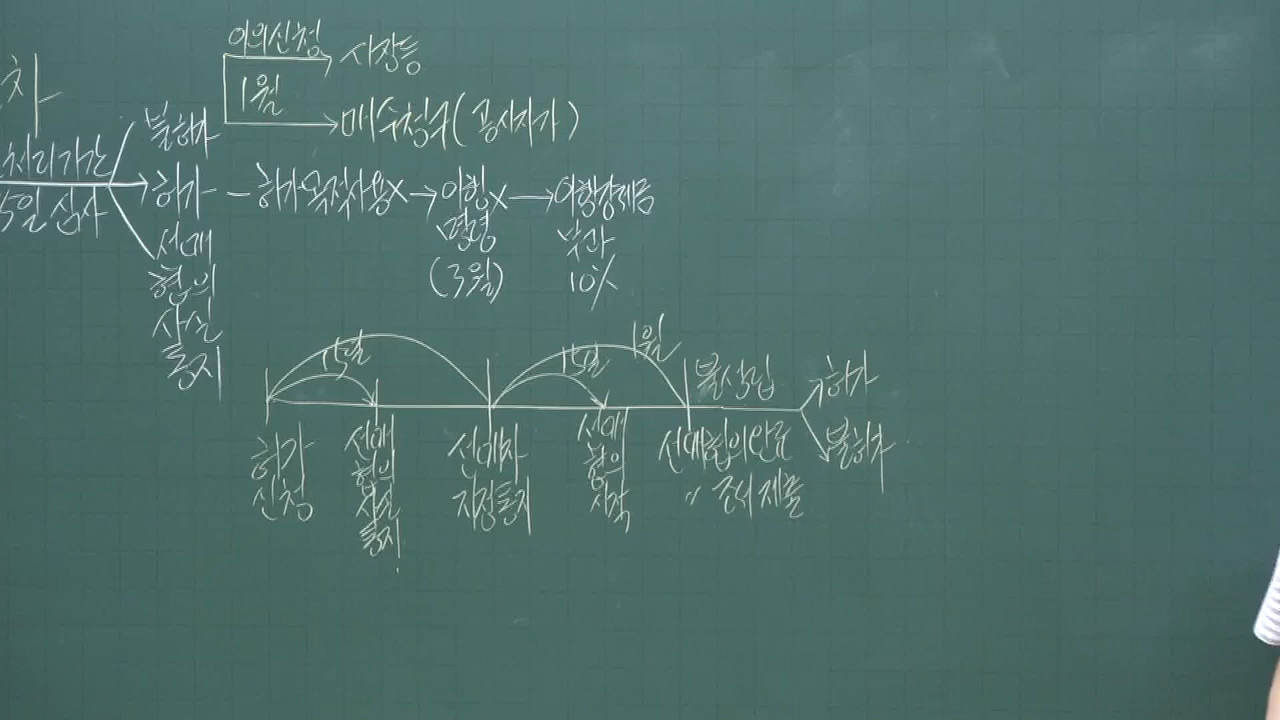 이의신청
시장등
차
1월
불허가
매수청구( 공시지가 )
처리기간
허가 - 허가목적사용× → 이행× → 이행강제금
15일 심사
명령
부과
선매
(3월)
10%
협의
사실
통지
15일
15일
1월
불성립
허가
불허가
허가
신청
선매
협의
사실
통지
선매자
지정통지
선매
협의
시작
선매협의완료
〃 조서 제출